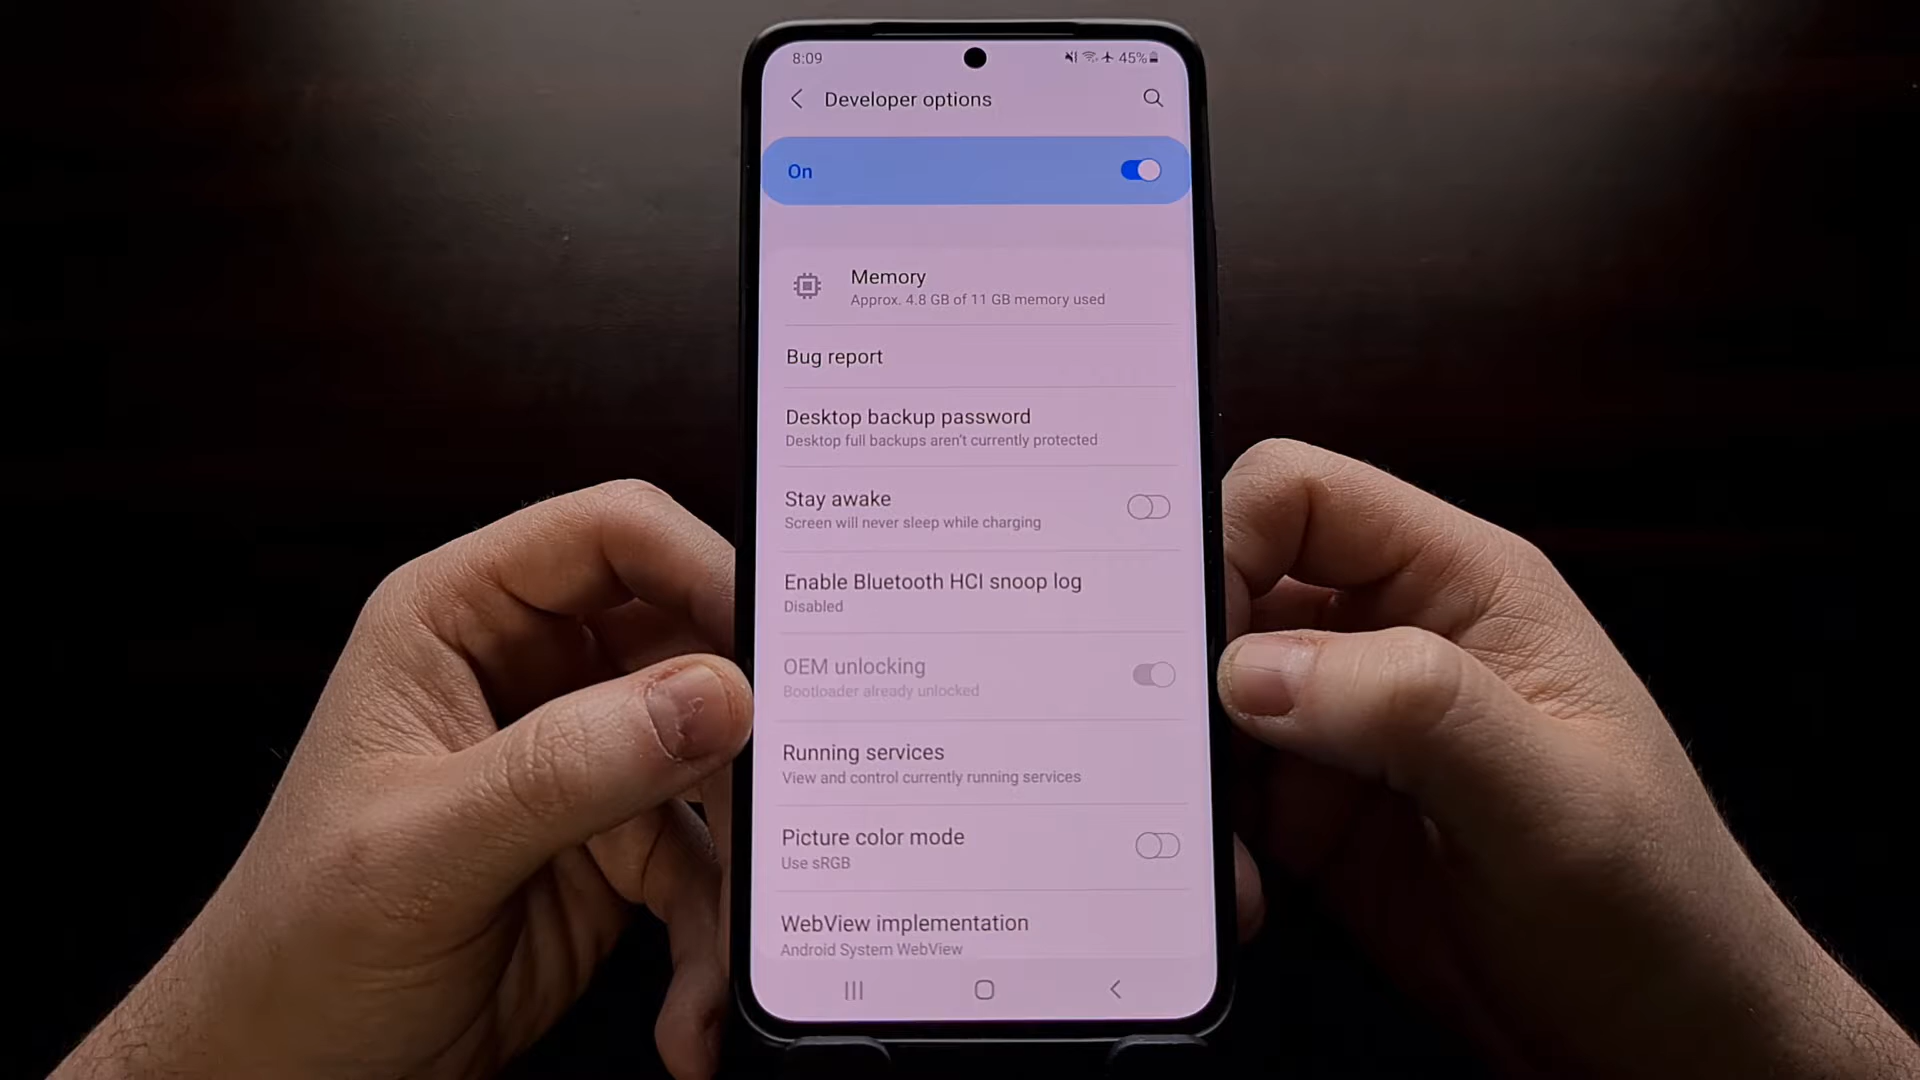 8:09
45%
Developer options
On
Memory
Approx. 4.8 GB of 11 GB memory used
Bug report
Desktop backup password
Desktop full backups aren't currently protected
Stay awake
Screen will never sleep while charging
Enable Bluetooth HCI snoop log
Disabled
OEM unlocking
Bootloader already unlocked
Running services
View and control currently running services
Picture color mode
Use sRGB
WebView implementation
Android System WebView